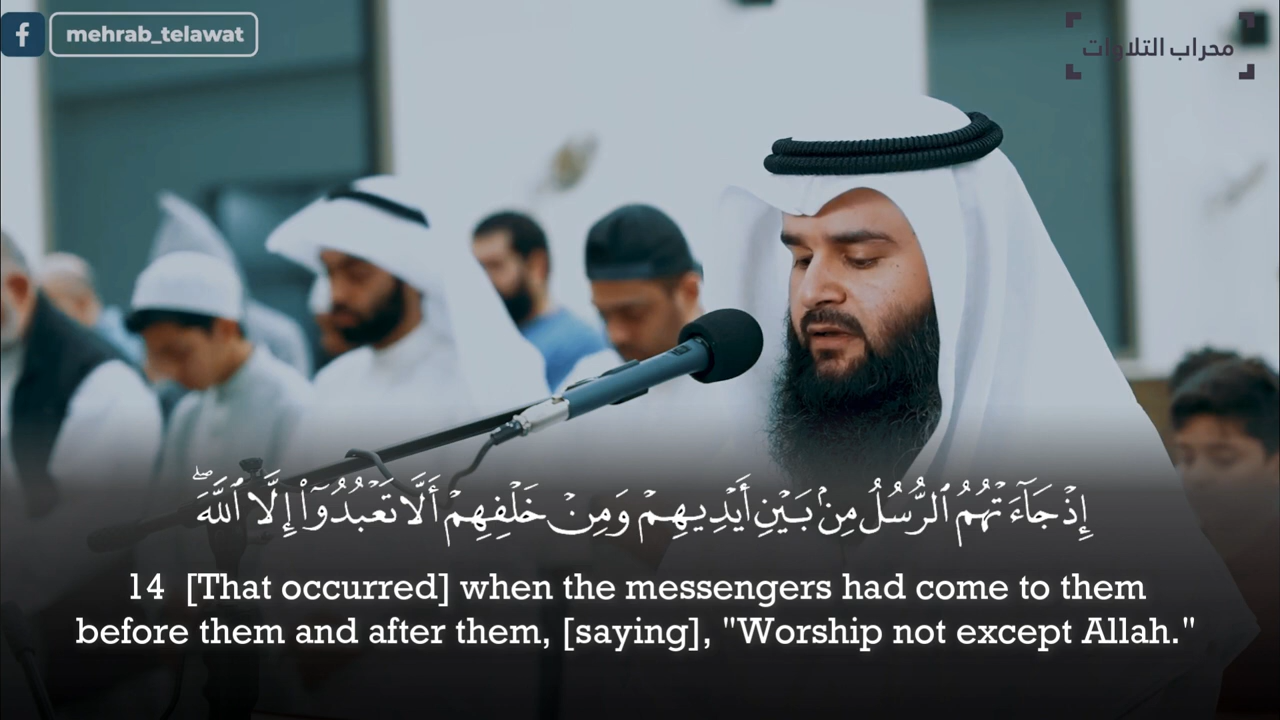 mehrab_telawat
محراب التلاوات
إِذْ جَآءَتْهُمُ ٱلرُّسُلُ مِنۢ بَيْنِ أَيْدِيهِمْ وَمِنْ خَلْفِهِمْ أَلَّا تَعْبُدُوٓا۟ إِلَّا ٱللَّهَ ۖ
14 [That occurred] when the messengers had come to them
before them and after them, [saying], "Worship not except Allah."